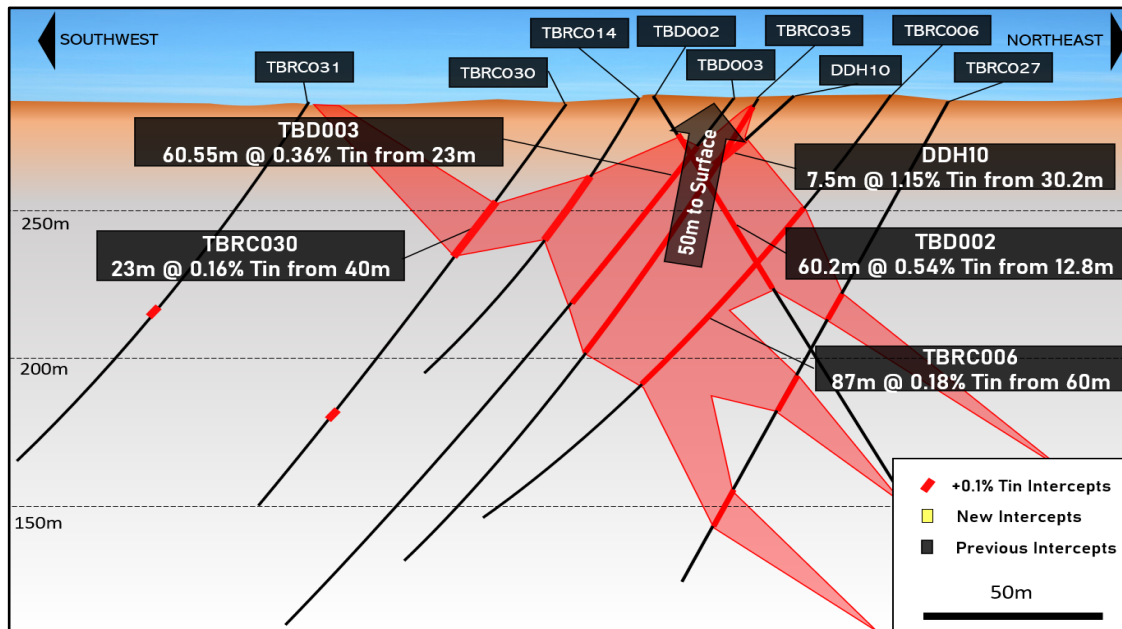 SOUTHWEST
NORTHEAST
TBRC031
TBRC030
TBRC014
TBD002
TBD003
TBRC035
DDH10
TBRC006
TBRC027
TBD003
60.55m @ 0.36% Tin from 23m
DDH10
7.5m @ 1.15% Tin from 30.2m
50m to Surface
250m
TBRC030
23m @ 0.16% Tin from 40m
TBD002
60.2m @ 0.54% Tin from 12.8m
200m
TBRC006
87m @ 0.18% Tin from 60m
150m
+0.1% Tin Intercepts
New Intercepts
Previous Intercepts
50m